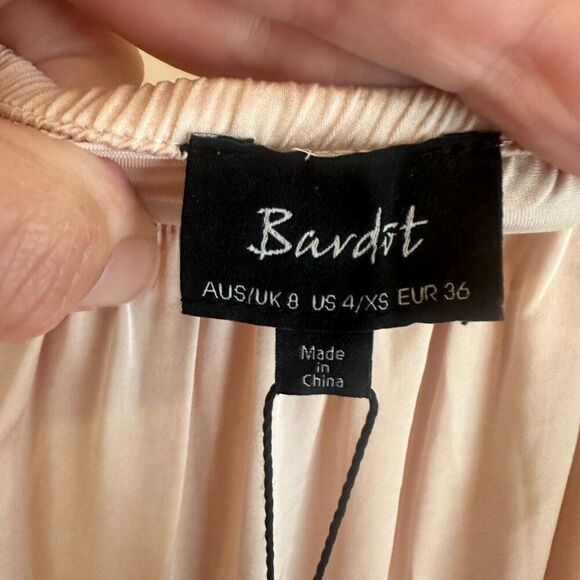 Bardot
AUS/UK 8 US 4/XS EUR 36
Made
in
China